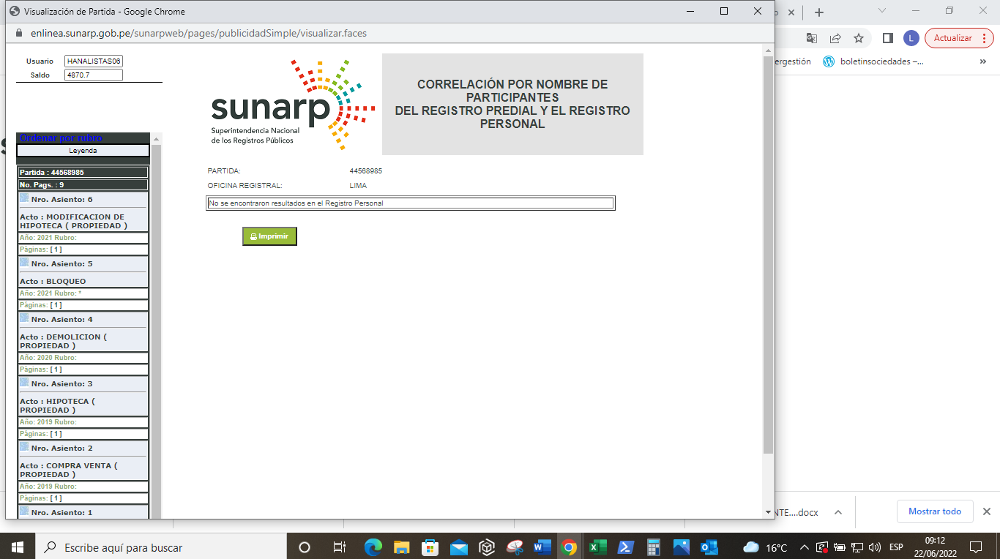 Visualización de Partida - Google Chrome
enlinea.sunarp.gob.pe/sunarpweb/pages/publicidadSimple/visualizar.faces
Actualizar
L
ergestión
boletinsociedades –...
»
Usuario HANALISTAS06
Saldo 4870.7
sunarp
Superintendencia Nacional
de los Registros Públicos
CORRELACIÓN POR NOMBRE DE
PARTICIPANTES
DEL REGISTRO PREDIAL Y EL REGISTRO
PERSONAL
PARTIDA: 44568985
OFICINA REGISTRAL: LIMA
No se encontraron resultados en el Registro Personal
Imprimir
Ordenar por rubro
Leyenda
Partida : 44568985
No. Pags. : 9
Nro. Asiento: 6
Acto : MODIFICACION DE
HIPOTECA ( PROPIEDAD )
Año: 2021 Rubro:
Páginas: [ 1 ]
Nro. Asiento: 5
Acto : BLOQUEO
Año: 2021 Rubro: *
Páginas: [ 1 ]
Nro. Asiento: 4
Acto : DEMOLICION (
PROPIEDAD )
Año: 2020 Rubro:
Páginas: [ 1 ]
Nro. Asiento: 3
Acto : HIPOTECA (
PROPIEDAD )
Año: 2019 Rubro:
Páginas: [ 1 ]
Nro. Asiento: 2
Acto : COMPRA VENTA (
PROPIEDAD )
Año: 2019 Rubro:
Páginas: [ 1 ]
Nro. Asiento: 1
NTE....docx
Mostrar todo
Escribe aquí para buscar
16°C
ESP
09:12
22/06/2022